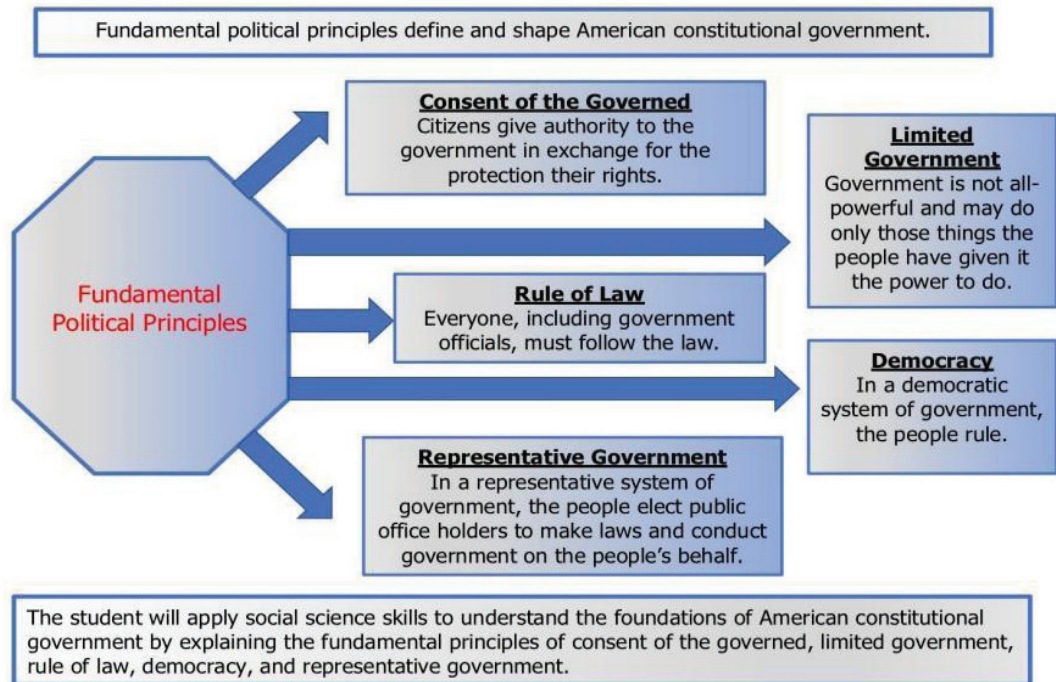 Fundamental political principles define and shape American constitutional government.
Consent of the Governed
Citizens give authority to the
government in exchange for the
protection their rights.
Limited
Government
Government is not all-
powerful and may do
only those things the
people have given it
the power to do.
Fundamental
Political Principles
Rule of Law
Everyone, including government
officials, must follow the law.
Democracy
In a democratic
system of government,
the people rule.
Representative Government
In a representative system of
government, the people elect public
office holders to make laws and conduct
government on the people’s behalf.
The student will apply social science skills to understand the foundations of American constitutional
government by explaining the fundamental principles of consent of the governed, limited government,
rule of law, democracy, and representative government.